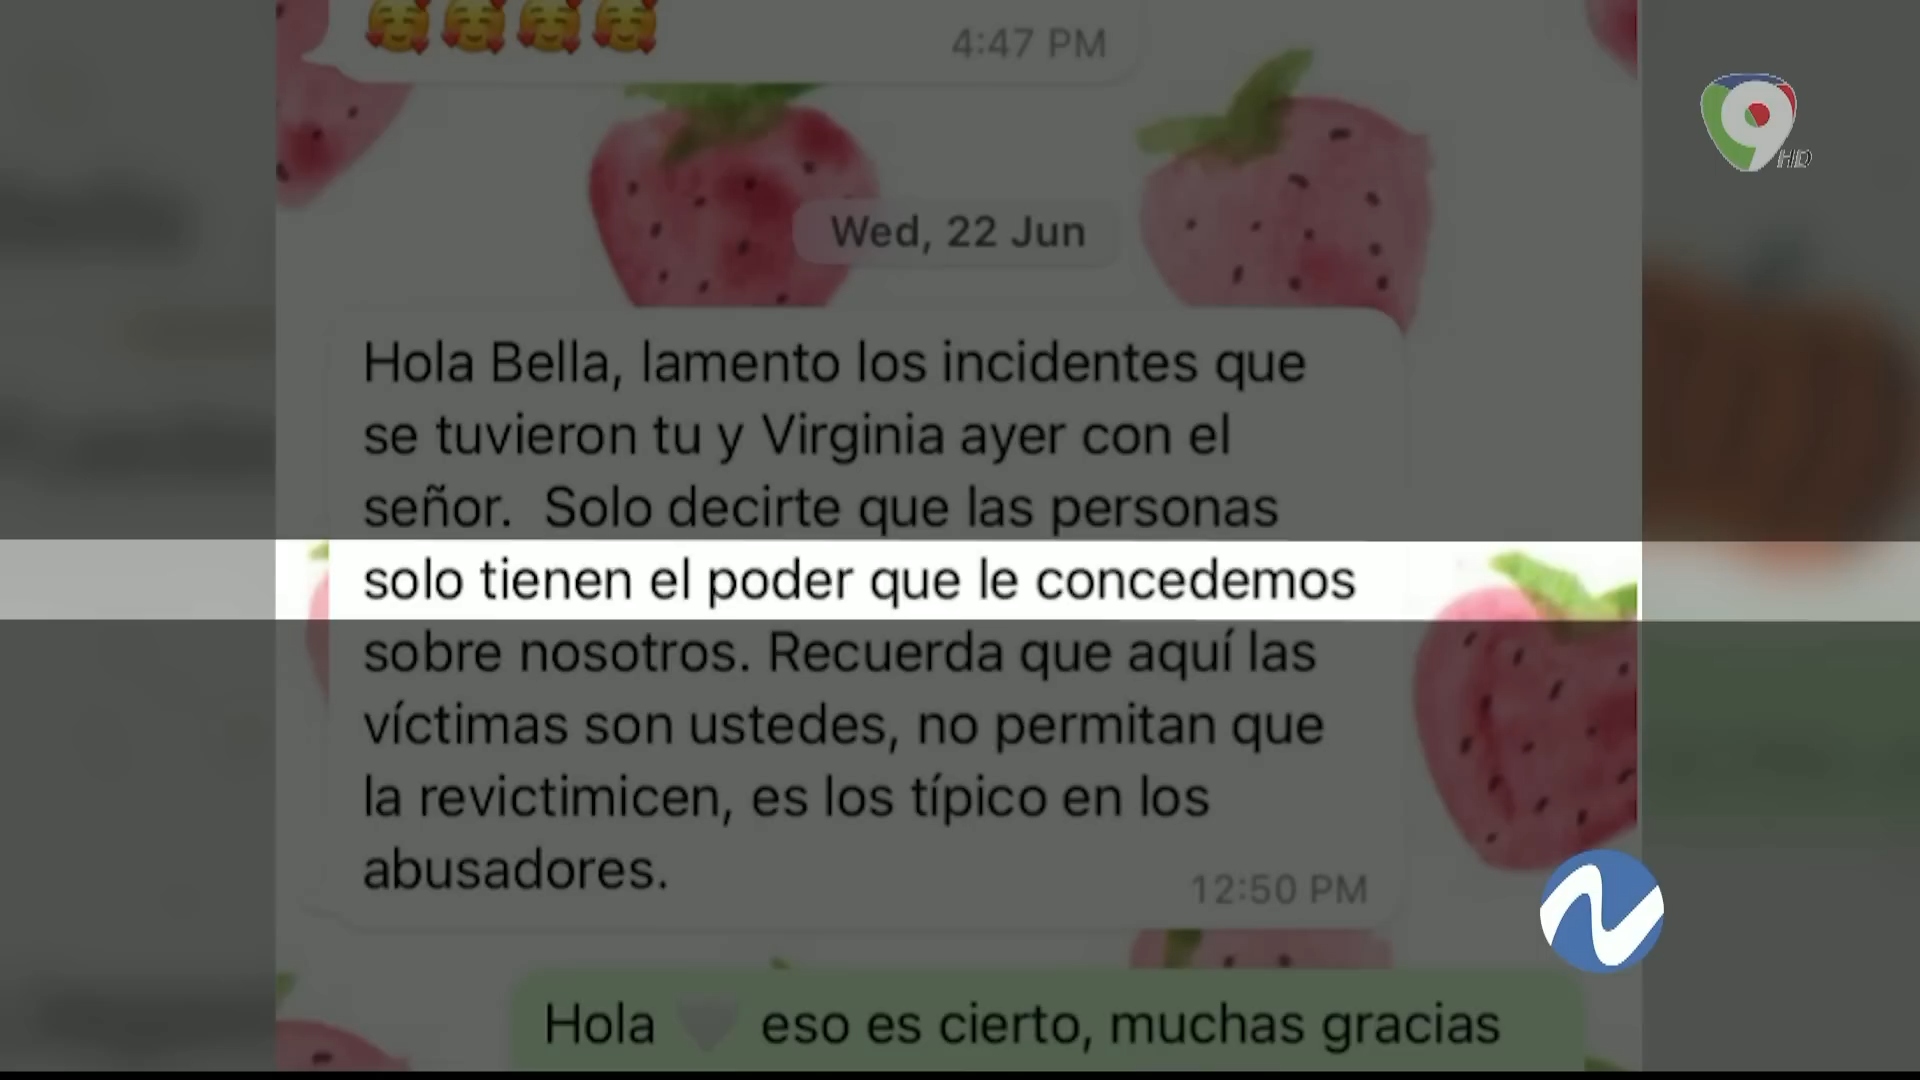 4:47 PM
Wed, 22 Jun
Hola Bella, lamento los incidentes que
se tuvieron tu y Virginia ayer con el
señor. Solo decirte que las personas
solo tienen el poder que le concedemos
sobre nosotros. Recuerda que aquí las
víctimas son ustedes, no permitan que
la revictimicen, es los típico en los
abusadores.
12:50 PM
Hola 🤍 eso es cierto, muchas gracias
9
HD